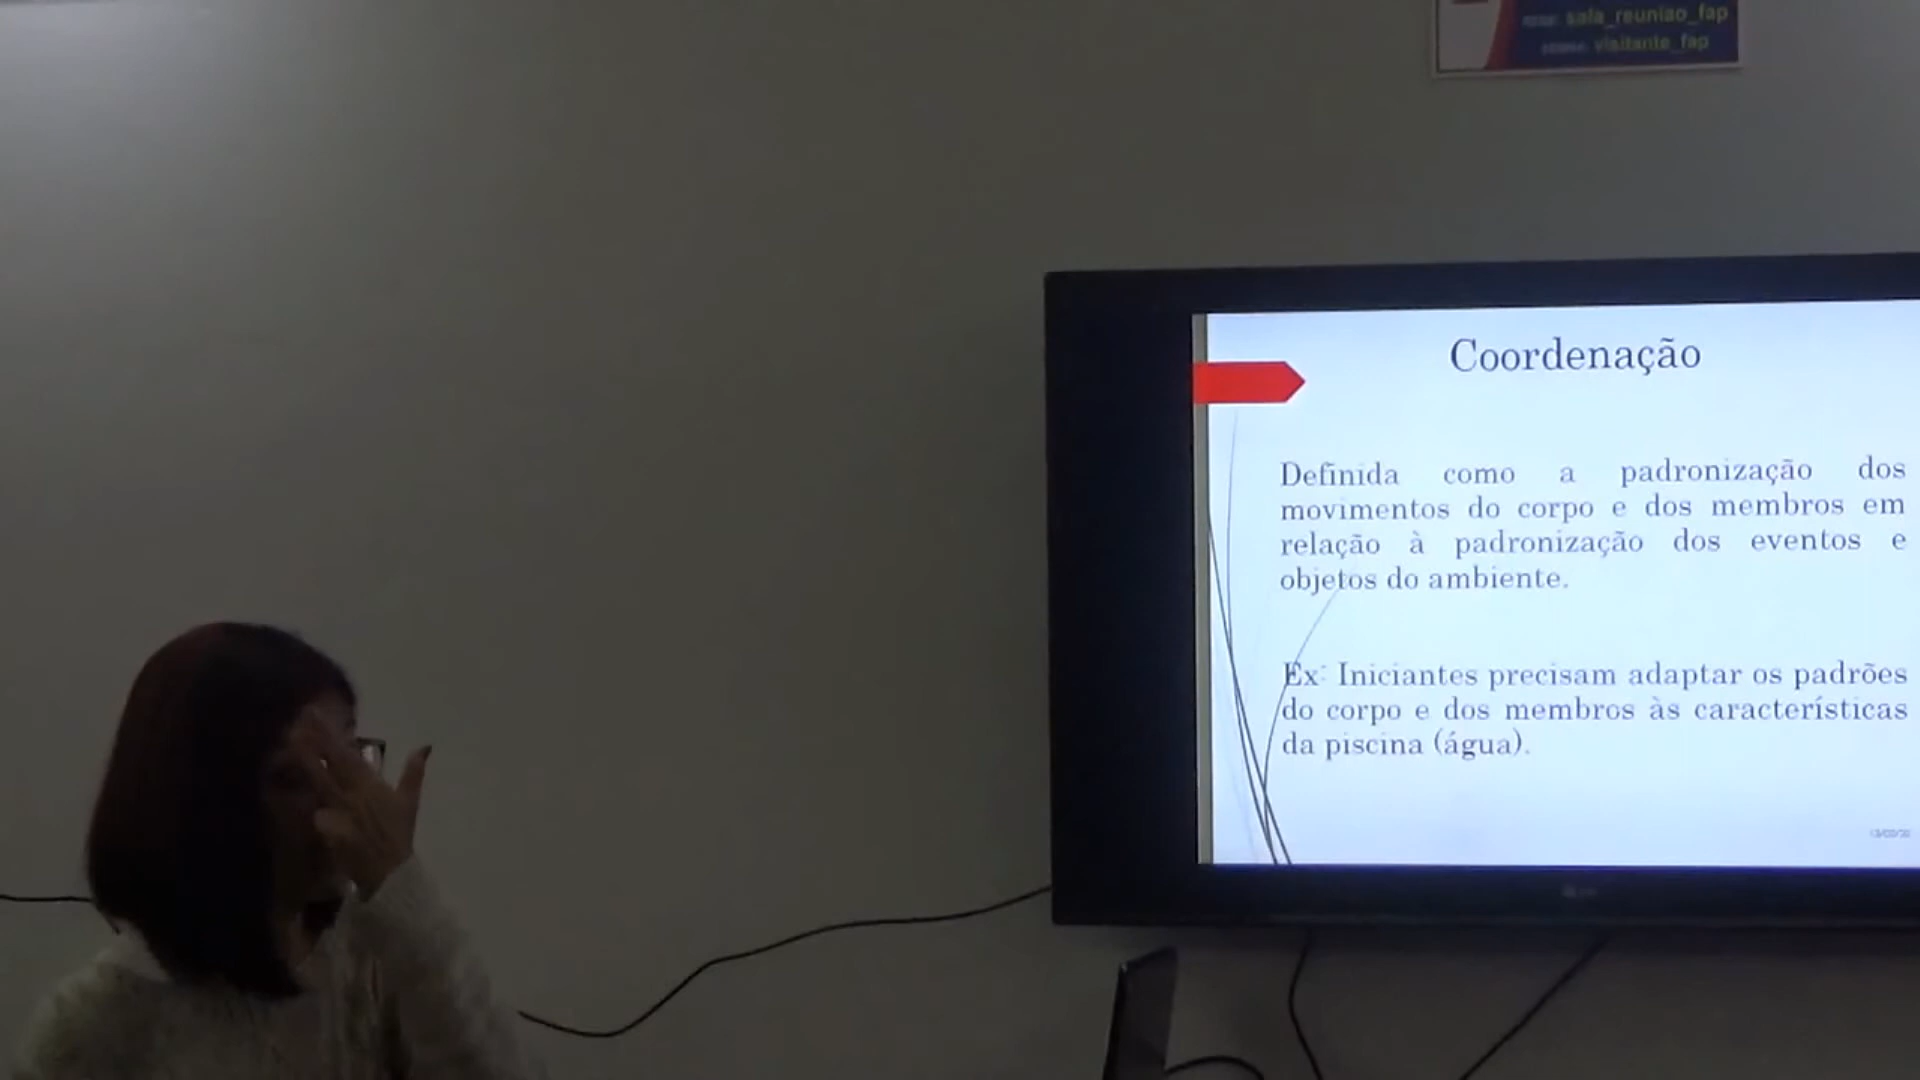 sala_reuniao_fap
visitante_fap
Coordenação
Definida como a padronização dos
movimentos do corpo e dos membros em
relação à padronização dos eventos e
objetos do ambiente.
Ex: Iniciantes precisam adaptar os padrões
do corpo e dos membros às características
da piscina (água).